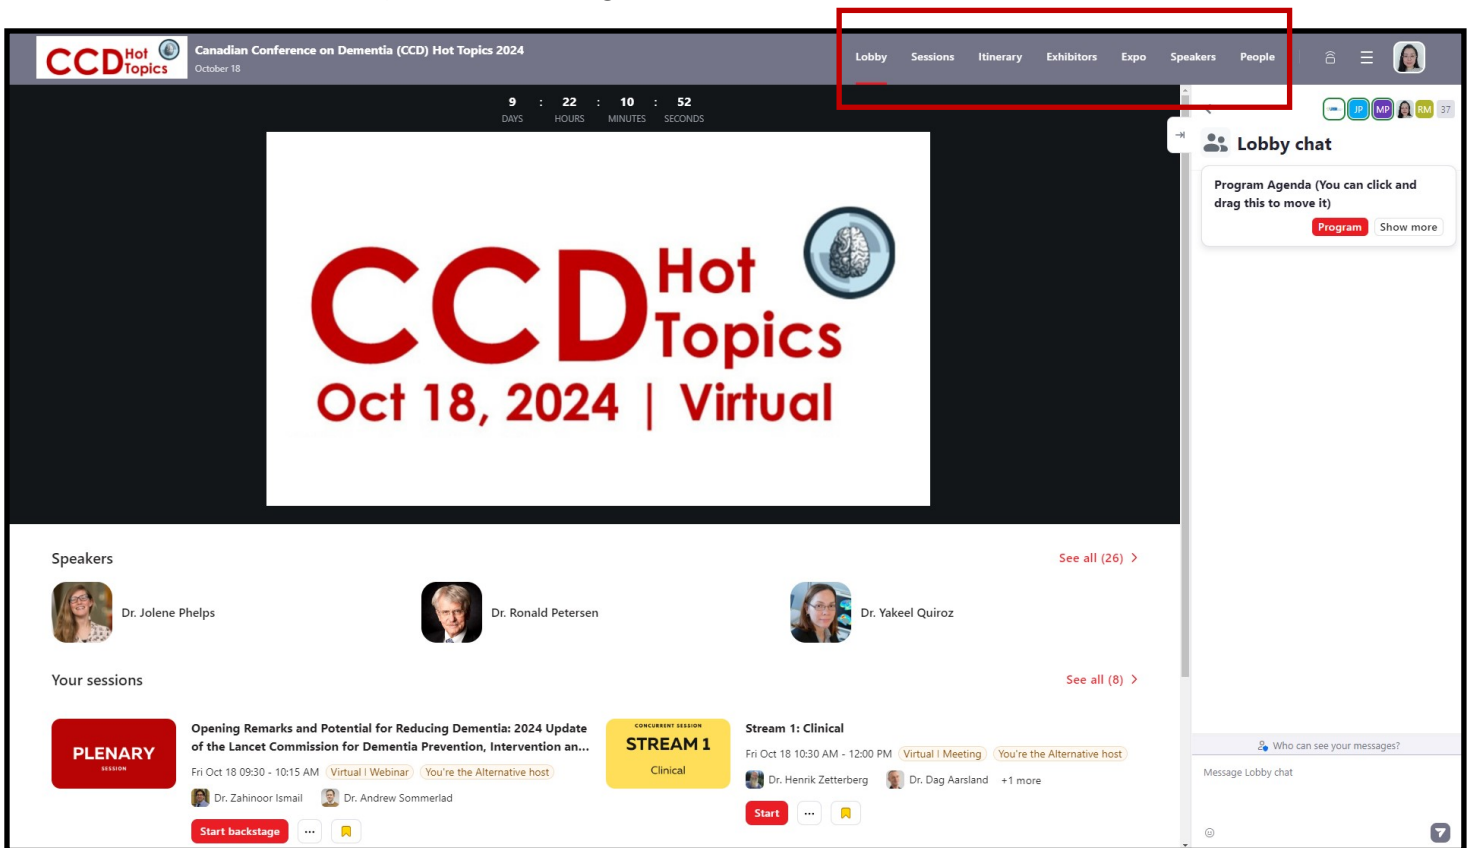 CCD Hot Topics
Canadian Conference on Dementia (CCD) Hot Topics 2024
October 18
Lobby Sessions Itinerary Exhibitors Expo Speakers People
9 : 22 : 10 : 52
DAYS HOURS MINUTES SECONDS
JP MP RM 37
Lobby chat
Program Agenda (You can click and
drag this to move it)
Program Show more
CCD Hot
Topics
Oct 18, 2024 | Virtual
Speakers
See all (26) >
Dr. Jolene Phelps
Dr. Ronald Petersen
Dr. Yakeel Quiroz
Your sessions
See all (8) >
PLENARY
SESSION
Opening Remarks and Potential for Reducing Dementia: 2024 Update
of the Lancet Commission for Dementia Prevention, Intervention an...
Fri Oct 18 09:30 - 10:15 AM Virtual | Webinar You're the Alternative host
Dr. Zahinoor Ismail Dr. Andrew Sommerlad
Start backstage ...
CONCURRENT SESSION
STREAM 1
Clinical
Stream 1: Clinical
Fri Oct 18 10:30 AM - 12:00 PM Virtual | Meeting You're the Alternative host
Dr. Henrik Zetterberg Dr. Dag Aarsland +1 more
Start ...
Who can see your messages?
Message Lobby chat